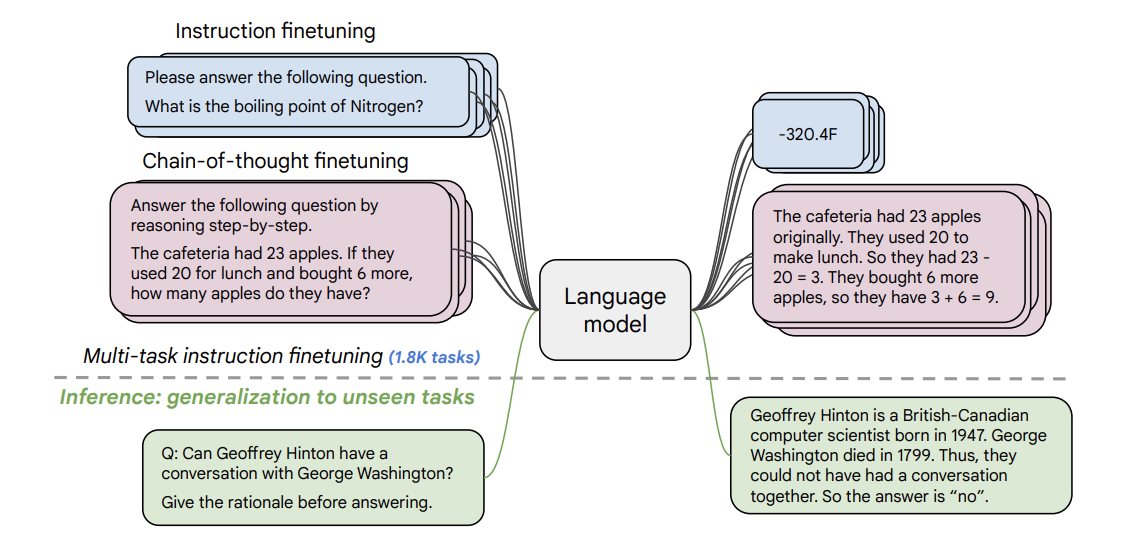 Instruction finetuning
Please answer the following question.
What is the boiling point of Nitrogen?
-320.4F
Chain-of-thought finetuning
Answer the following question by
reasoning step-by-step.
The cafeteria had 23 apples. If they
used 20 for lunch and bought 6 more,
how many apples do they have?
The cafeteria had 23 apples
originally. They used 20 to
make lunch. So they had 23 -
20 = 3. They bought 6 more
apples, so they have 3 + 6 = 9.
Language
model
Multi-task instruction finetuning (1.8K tasks)
Inference: generalization to unseen tasks
Q: Can Geoffrey Hinton have a
conversation with George Washington?
Give the rationale before answering.
Geoffrey Hinton is a British-Canadian
computer scientist born in 1947. George
Washington died in 1799. Thus, they
could not have had a conversation
together. So the answer is “no”.